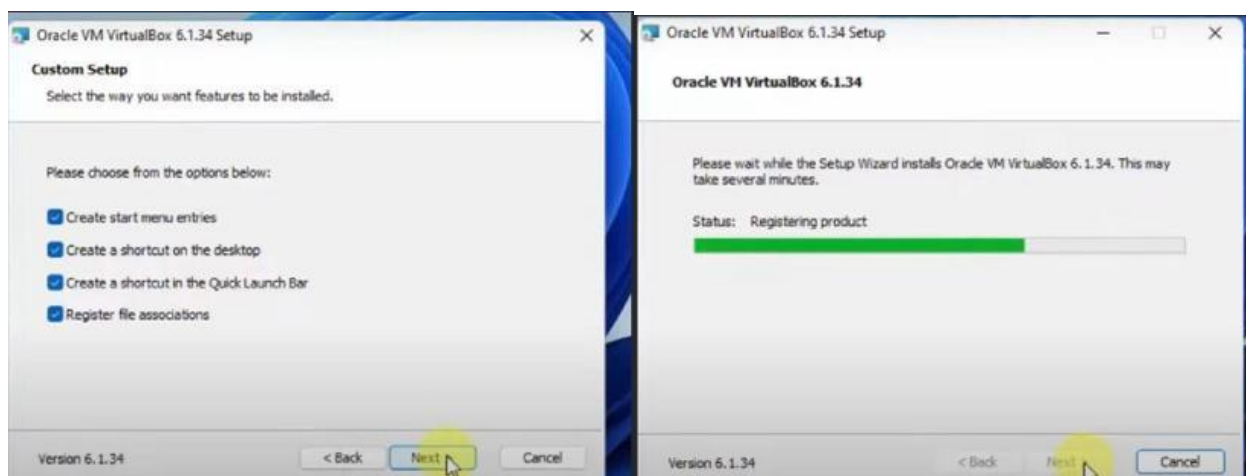 Oracle VM VirtualBox 6.1.34 Setup
Custom Setup
Select the way you want features to be installed.
Please choose from the options below:
Create start menu entries
Create a shortcut on the desktop
Create a shortcut in the Quick Launch Bar
Register file associations
Version 6.1.34
< Back
Next
Cancel
Oracle VM VirtualBox 6.1.34 Setup
Oracle VM VirtualBox 6.1.34
Please wait while the Setup Wizard installs Oracle VM VirtualBox 6.1.34. This may
take several minutes.
Status: Registering product
Version 6.1.34
< Back
Next
Cancel